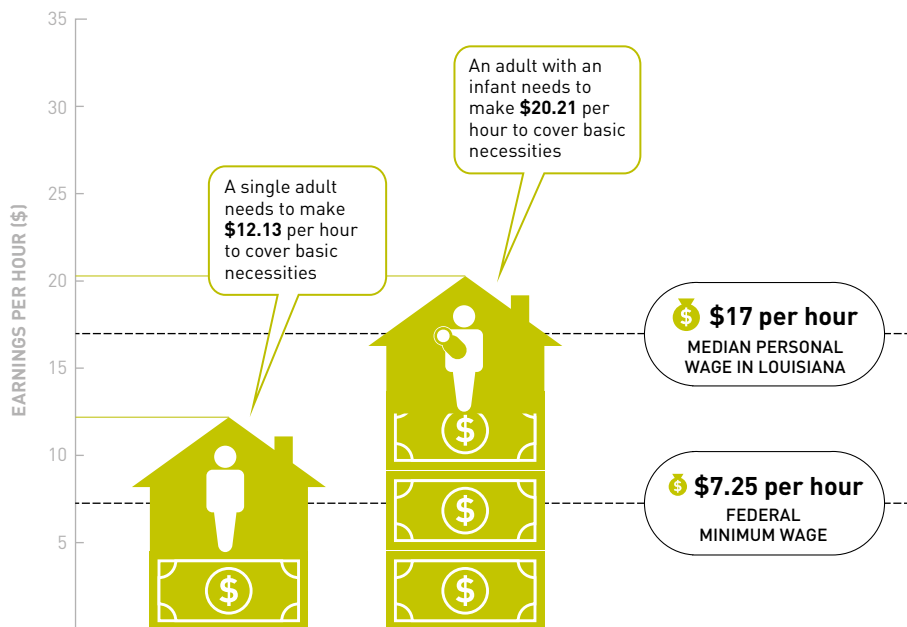 EARNINGS PER HOUR ($)
35
30
25
20
15
10
5
A single adult
needs to make
$12.13 per hour
to cover basic
necessities
An adult with an
infant needs to
make $20.21 per
hour to cover basic
necessities
$
$17 per hour
MEDIAN PERSONAL
WAGE IN LOUISIANA
$
$7.25 per hour
FEDERAL
MINIMUM WAGE
$
$
$
$